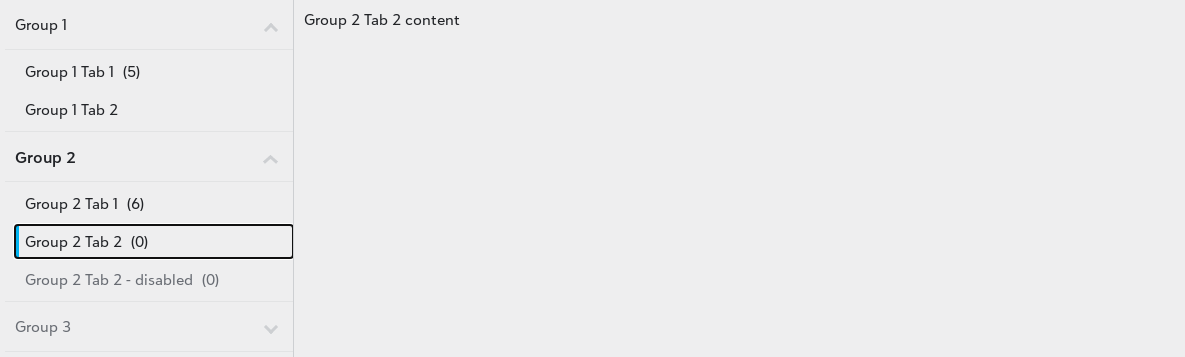 Group 1
Group 1 Tab 1 (5)
Group 1 Tab 2
Group 2
Group 2 Tab 1 (6)
Group 2 Tab 2 (0)
Group 2 Tab 2 - disabled (0)
Group 3
Group 2 Tab 2 content